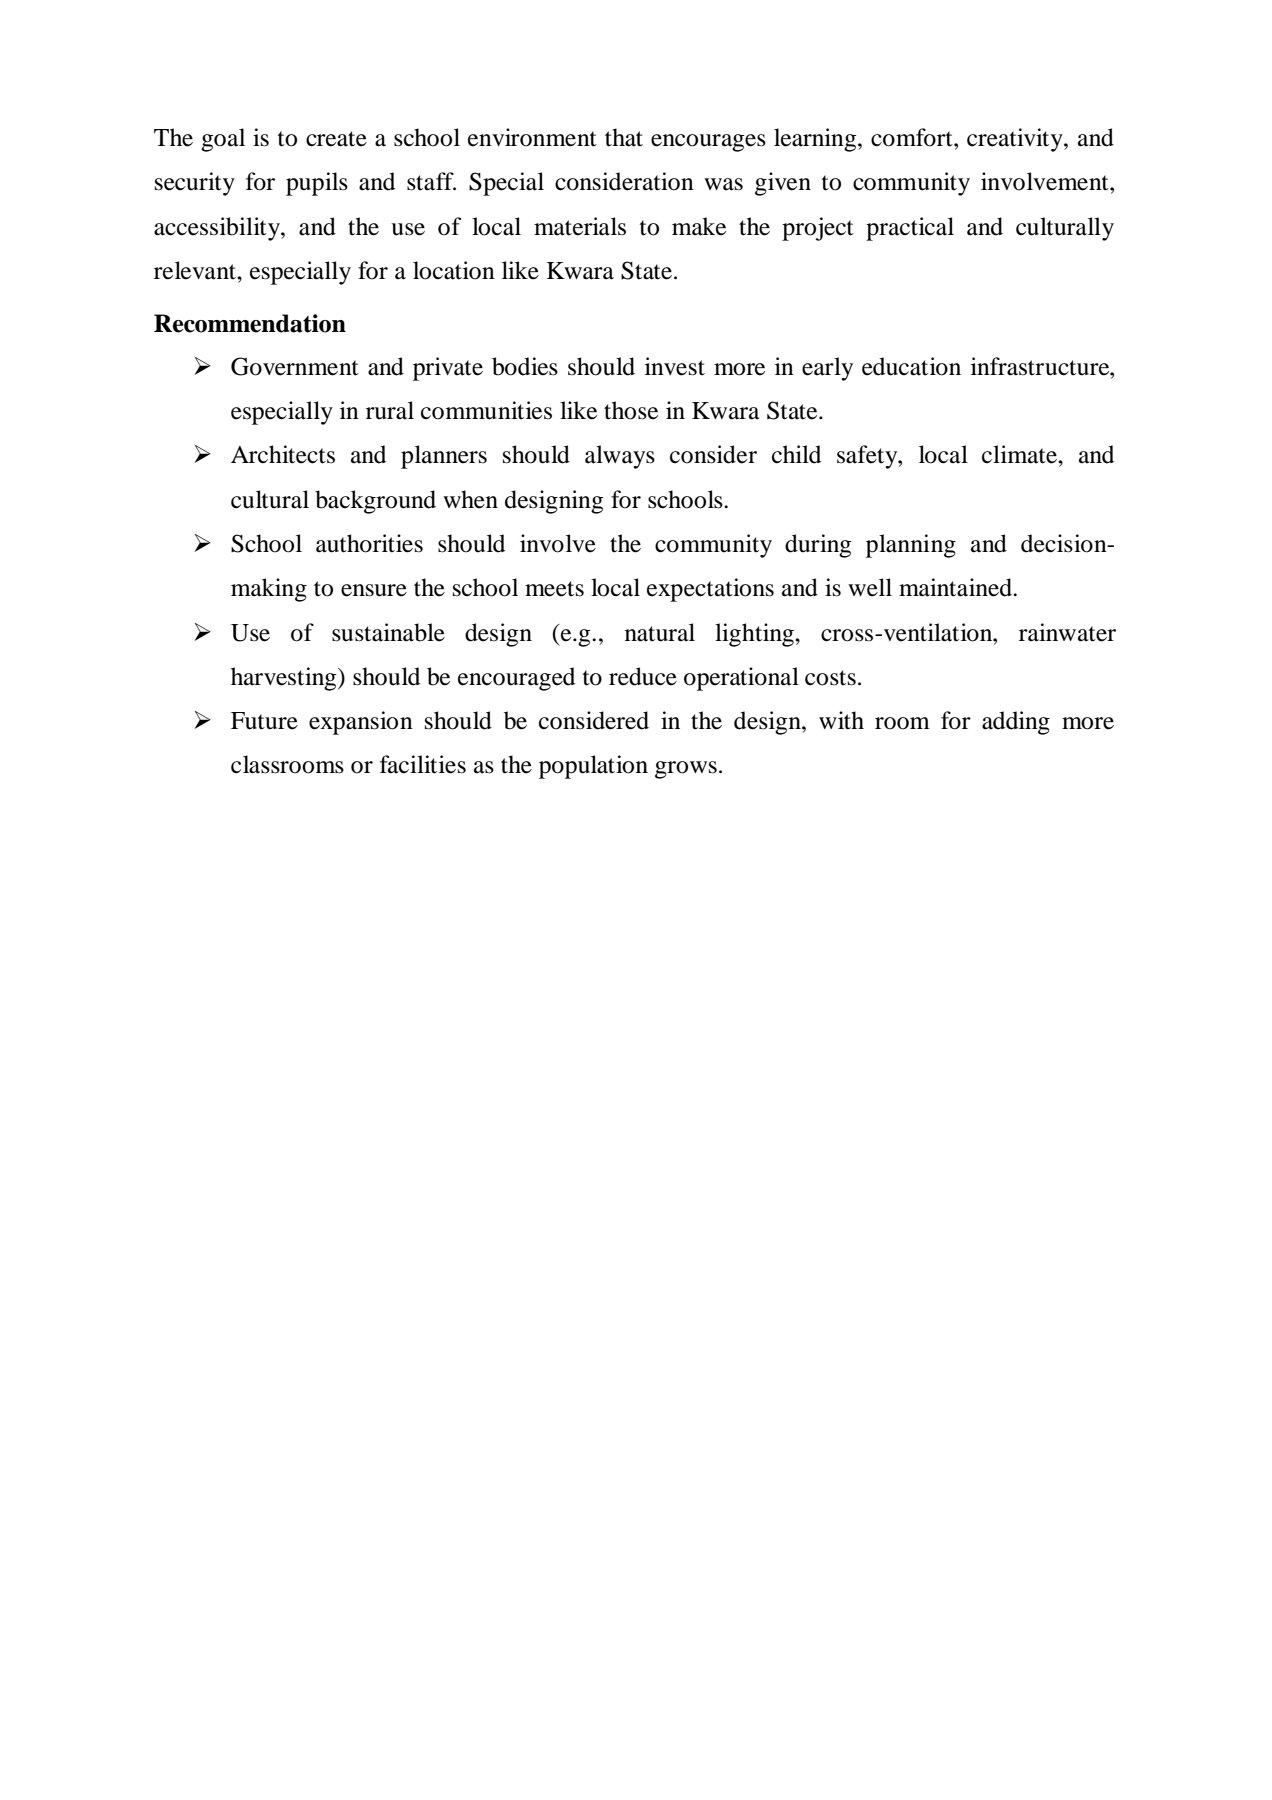 The goal is to create a school environment that encourages learning, comfort, creativity, and
security for pupils and staff. Special consideration was given to community involvement,
accessibility, and the use of local materials to make the project practical and culturally
relevant, especially for a location like Kwara State.
Recommendation
➢ Government and private bodies should invest more in early education infrastructure,
especially in rural communities like those in Kwara State.
➢ Architects and planners should always consider child safety, local climate, and
cultural background when designing for schools.
➢ School authorities should involve the community during planning and decision-
making to ensure the school meets local expectations and is well maintained.
➢ Use of sustainable design (e.g., natural lighting, cross-ventilation, rainwater
harvesting) should be encouraged to reduce operational costs.
➢ Future expansion should be considered in the design, with room for adding more
classrooms or facilities as the population grows.